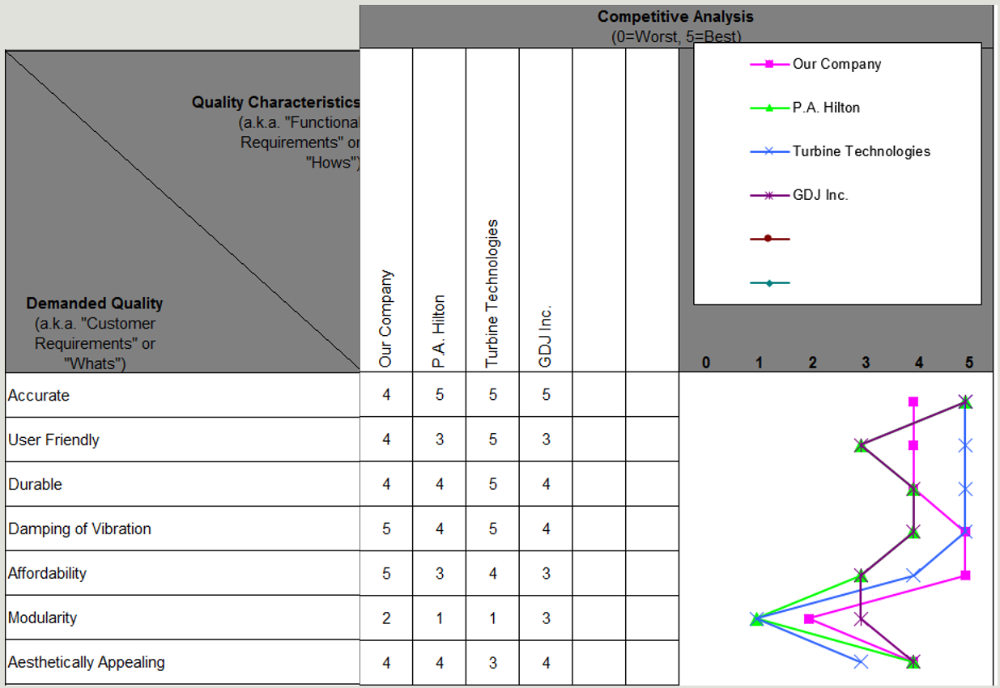 Competitive Analysis
(0=Worst, 5=Best)
Our Company
P.A. Hilton
Turbine Technologies
GDJ Inc.
Quality Characteristics
(a.k.a. "Functional
Requirements" or
"Hows")
Demanded Quality
(a.k.a. "Customer
Requirements" or
"Whats")
Our Company
P.A. Hilton
Turbine Technologies
GDJ Inc.
0 1 2 3 4 5
Accurate 4 5 5 5
User Friendly 4 3 5 3
Durable 4 4 5 4
Damping of Vibration 5 4 5 4
Affordability 5 3 4 3
Modularity 2 1 1 3
Aesthetically Appealing 4 4 3 4